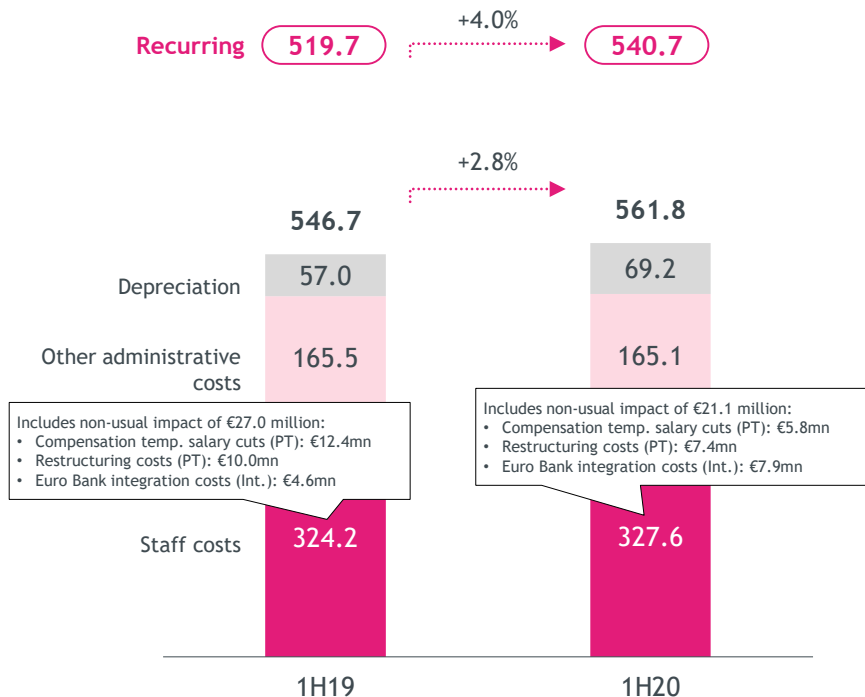 +4.0%
Recurring 519.7 540.7
+2.8%
546.7 561.8
Depreciation 57.0 69.2
Other administrative
costs
165.5 165.1
Includes non-usual impact of €27.0 million:
• Compensation temp. salary cuts (PT): €12.4mn
• Restructuring costs (PT): €10.0mn
• Euro Bank integration costs (Int.): €4.6mn
Includes non-usual impact of €21.1 million:
• Compensation temp. salary cuts (PT): €5.8mn
• Restructuring costs (PT): €7.4mn
• Euro Bank integration costs (Int.): €7.9mn
Staff costs 324.2 327.6
1H19 1H20